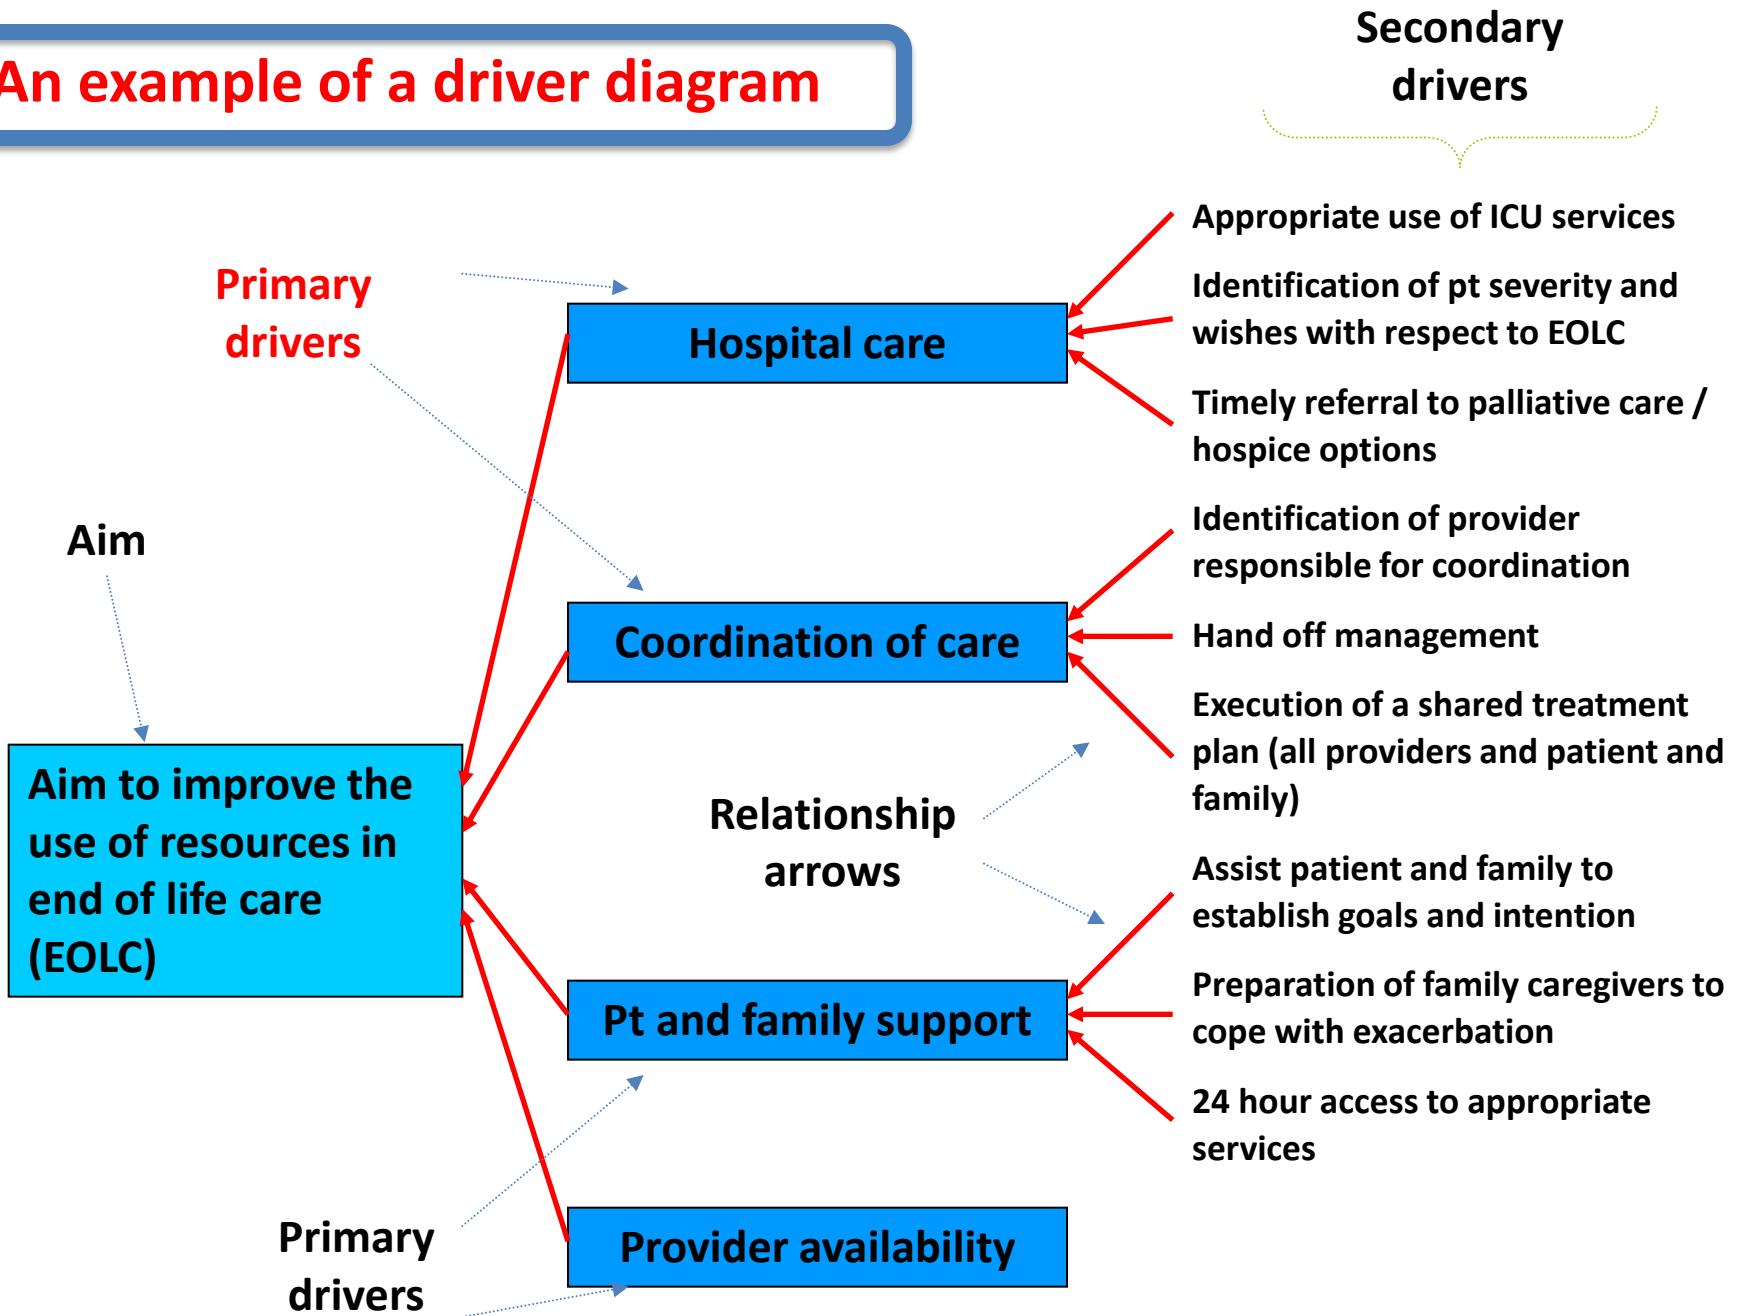 An example of a driver diagram
Secondary
drivers
Primary
drivers
Hospital care
Appropriate use of ICU services
Identification of pt severity and
wishes with respect to EOLC
Timely referral to palliative care /
hospice options
Aim
Coordination of care
Identification of provider
responsible for coordination
Hand off management
Execution of a shared treatment
plan (all providers and patient and
family)
Aim to improve the
use of resources in
end of life care
(EOLC)
Relationship
arrows
Pt and family support
Assist patient and family to
establish goals and intention
Preparation of family caregivers to
cope with exacerbation
24 hour access to appropriate
services
Primary
drivers
Provider availability